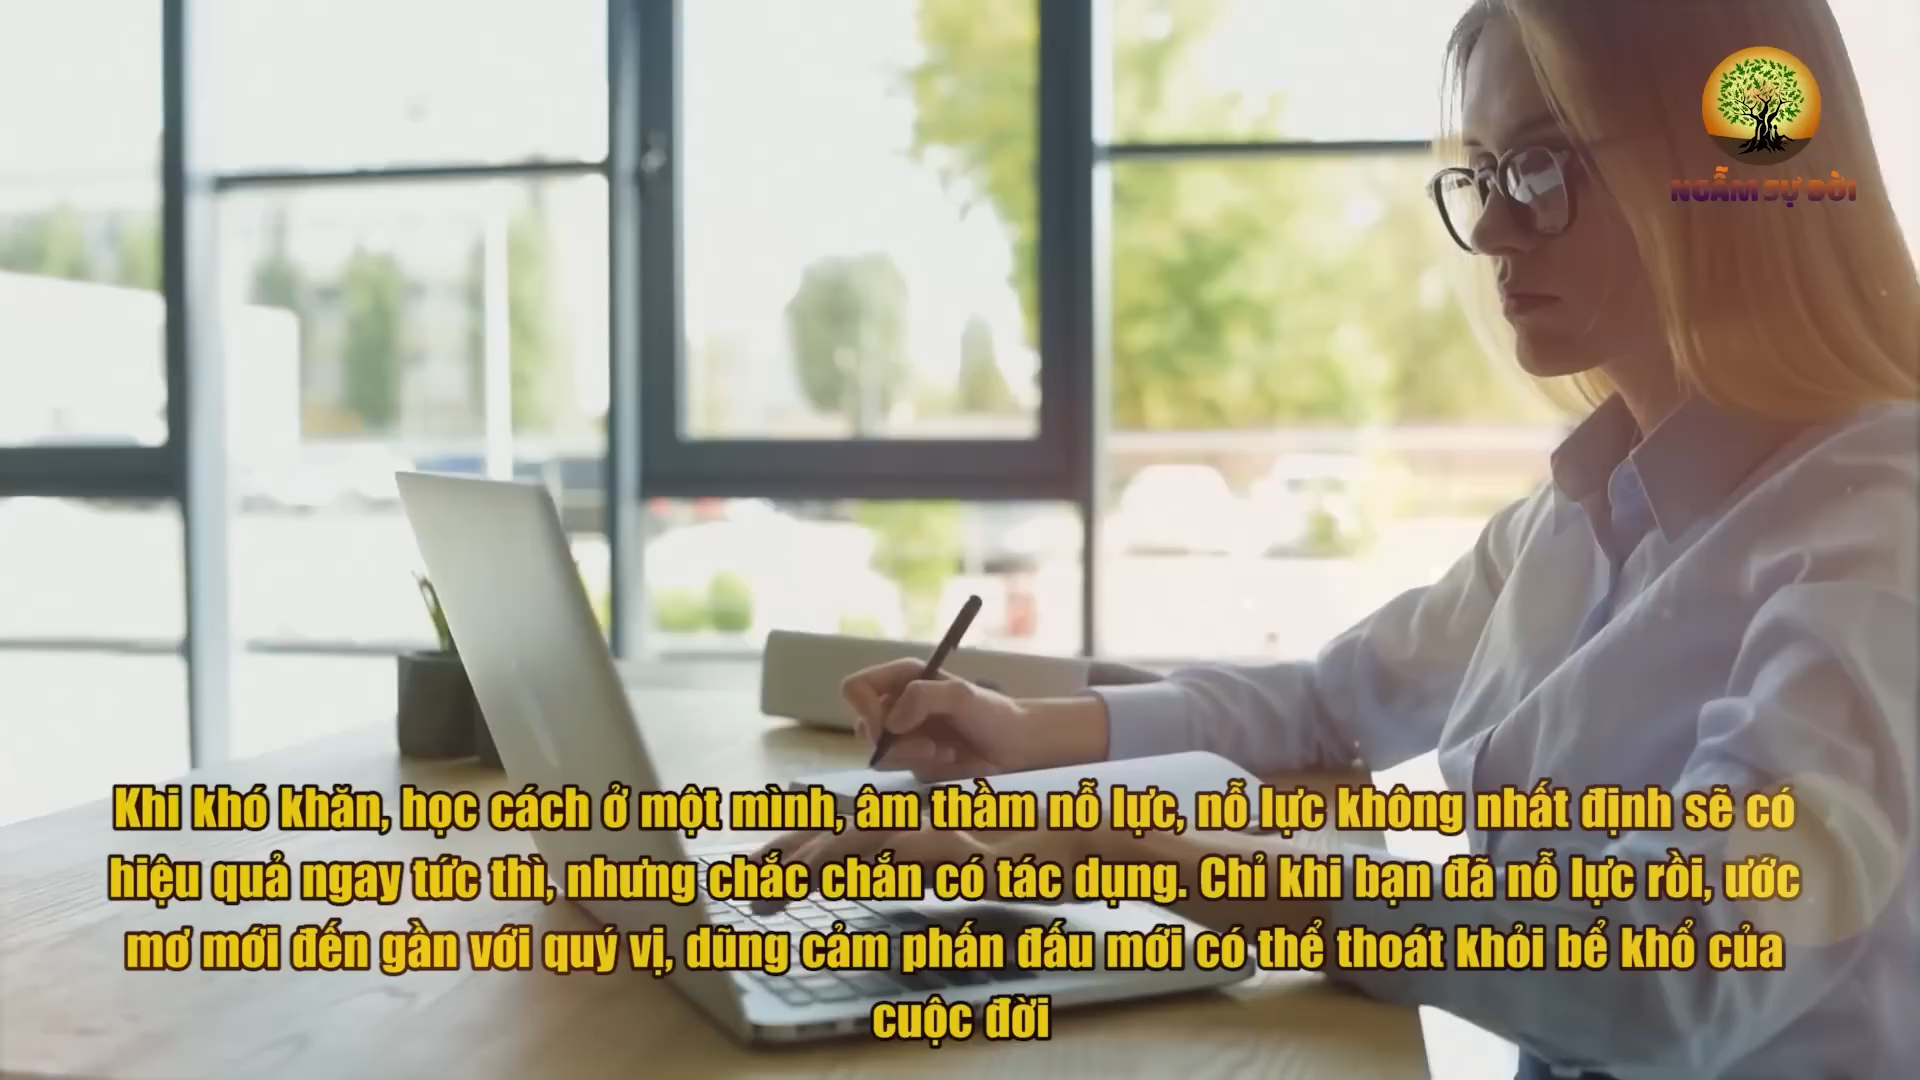 NGẪM SỰ ĐỜI
Khi khó khăn, học cách ở một mình, âm thầm nỗ lực, nỗ lực không nhất định sẽ có
hiệu quả ngay tức thì, nhưng chắc chắn có tác dụng. Chỉ khi bạn đã nỗ lực rồi, ước
mơ mới đến gần với quý vị, dũng cảm phấn đấu mới có thể thoát khỏi bể khổ của
cuộc đời